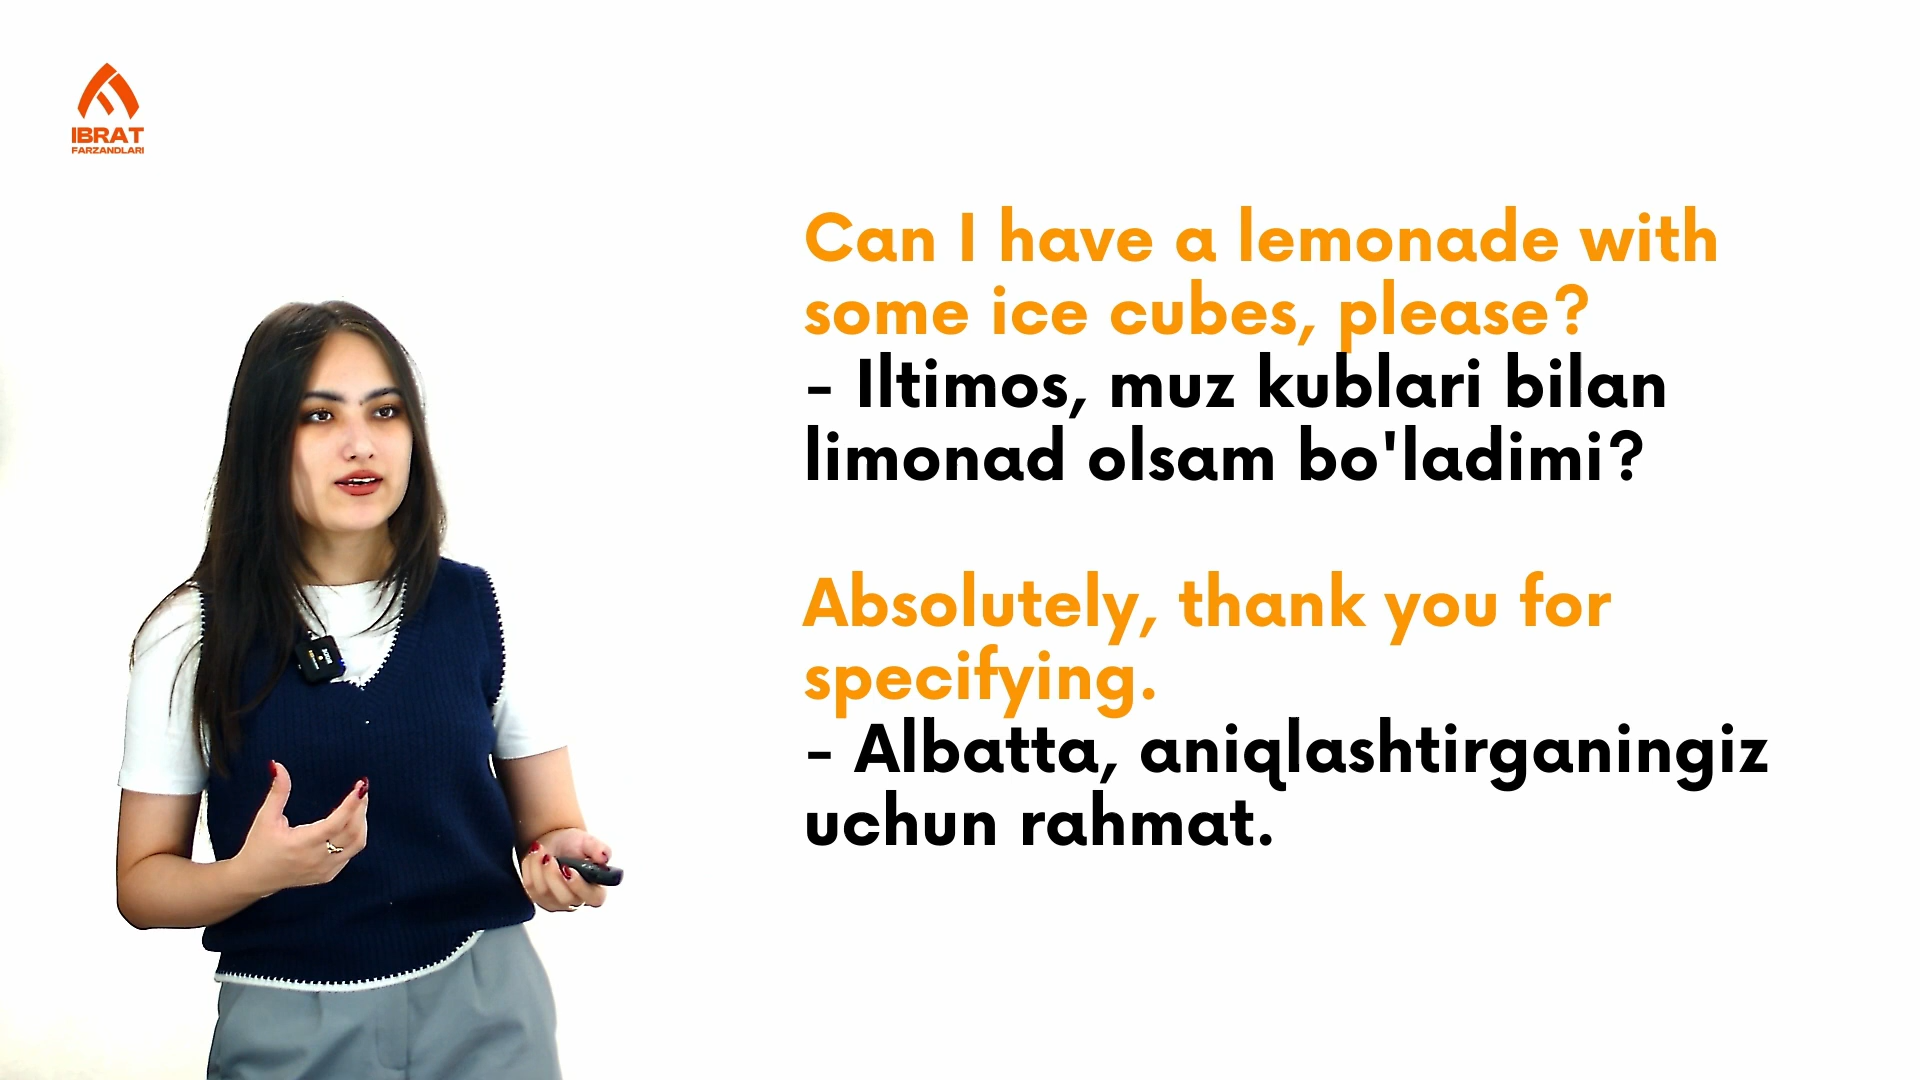 IBRAT
FARZANDLARI
Can I have a lemonade with
some ice cubes, please?
- Iltimos, muz kublari bilan
limonad olsam bo'ladimi?
Absolutely, thank you for
specifying.
- Albatta, aniqlashtirganingiz
uchun rahmat.